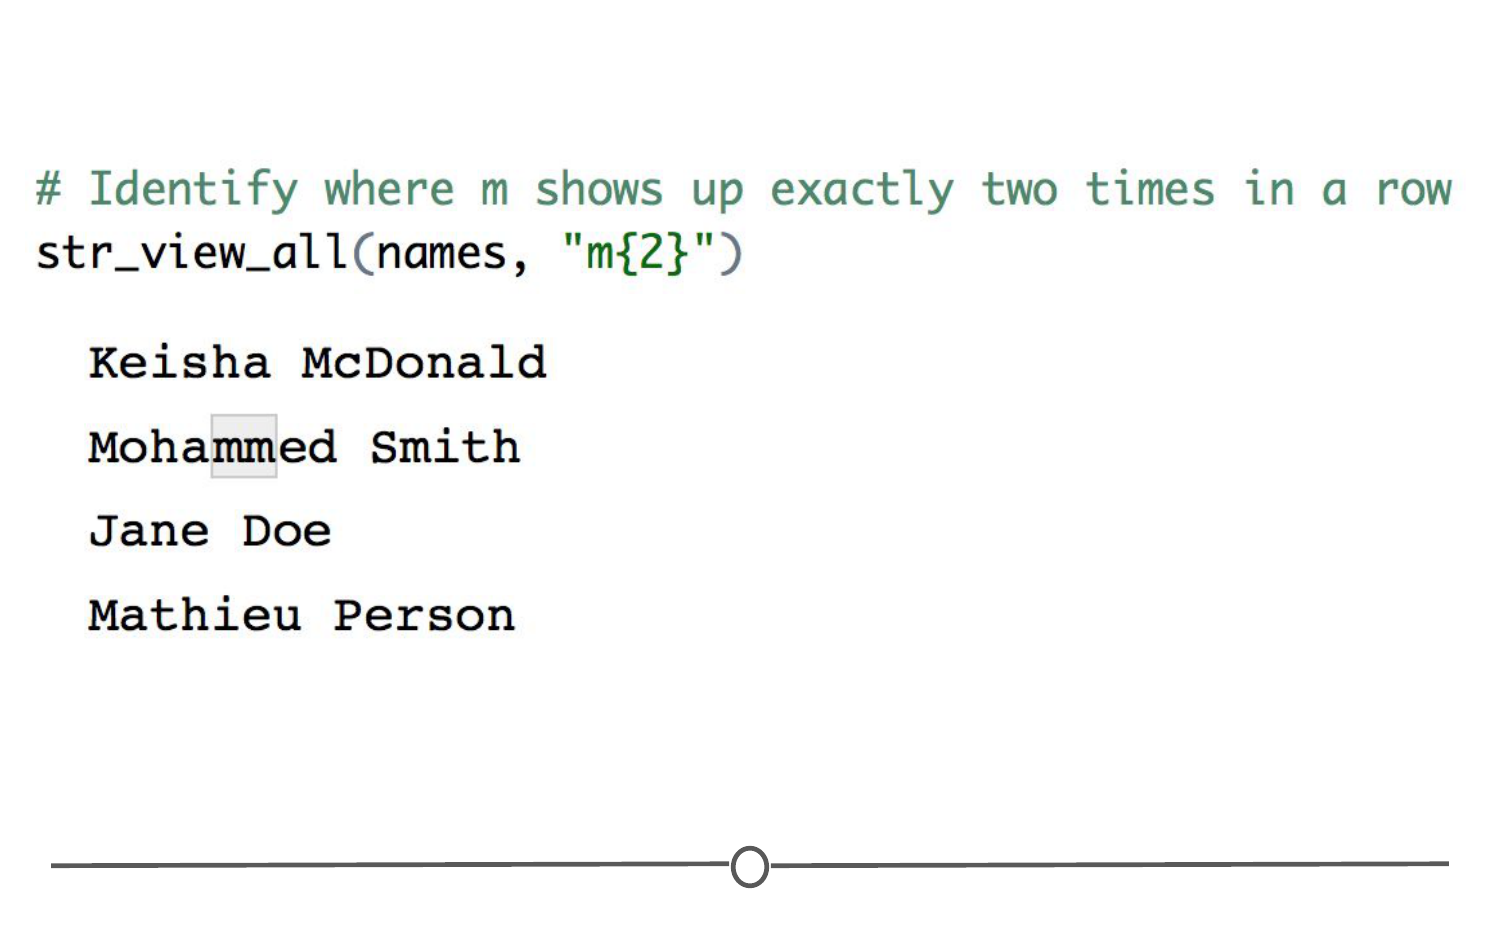 # Identify where m shows up exactly two times in a row
str_view_all(names, "m{2}")
Keisha McDonald
Mohammed Smith
Jane Doe
Mathieu Person